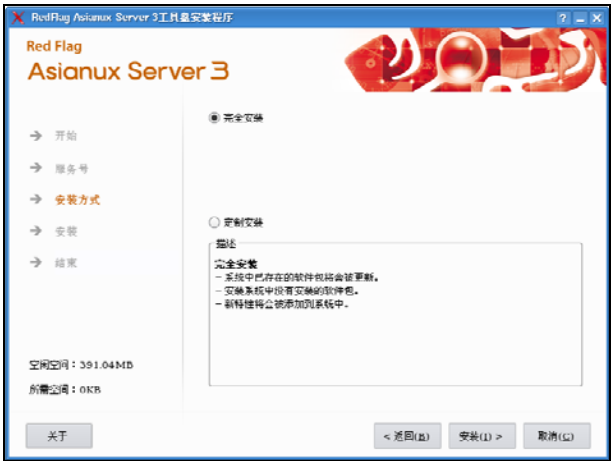 RedFlag Asianux Server 3工具盘安装程序
Red Flag
Asianux Server 3
开始
服务号
安装方式
安装
结束
完全安装
定制安装
描述
完全安装
- 系统中已存在的软件包将会被更新。
- 安装系统中没有安装的软件包。
- 新特性将会被添加到系统中。
空闲空间：391.04MB
所需空间：0KB
关于
< 返回(B)
安装(I) >
取消(C)